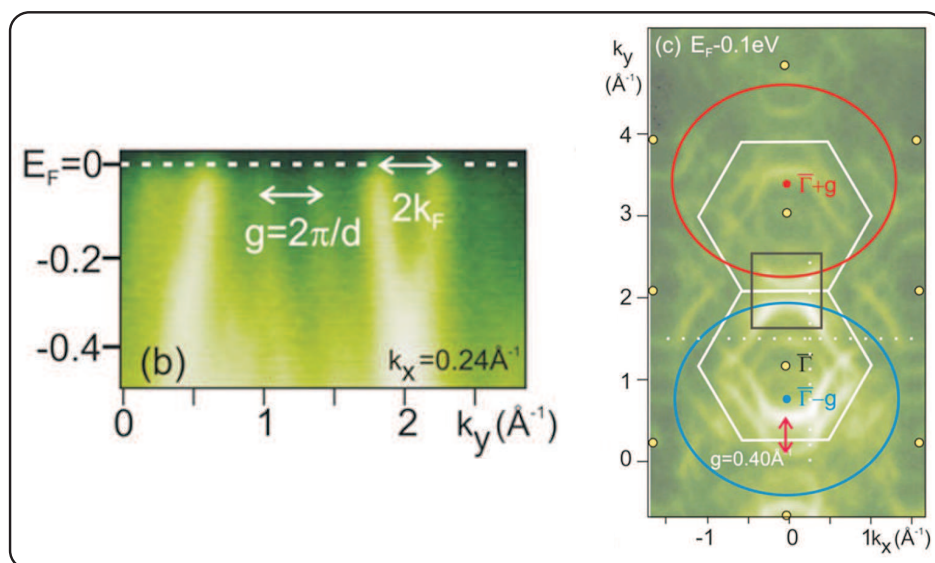 E_F=0
-0.2
-0.4
g=2π/d
2k_F
(b)
k_x=0.24Å⁻¹
0 1 2 k_y(Å⁻¹)
k_y
(Å⁻¹)
(c) E_F-0.1eV
4
3
2
1
0
Γ̅+g
Γ̅
Γ̅-g
g=0.40Å
-1 0 1k_x(Å⁻¹)